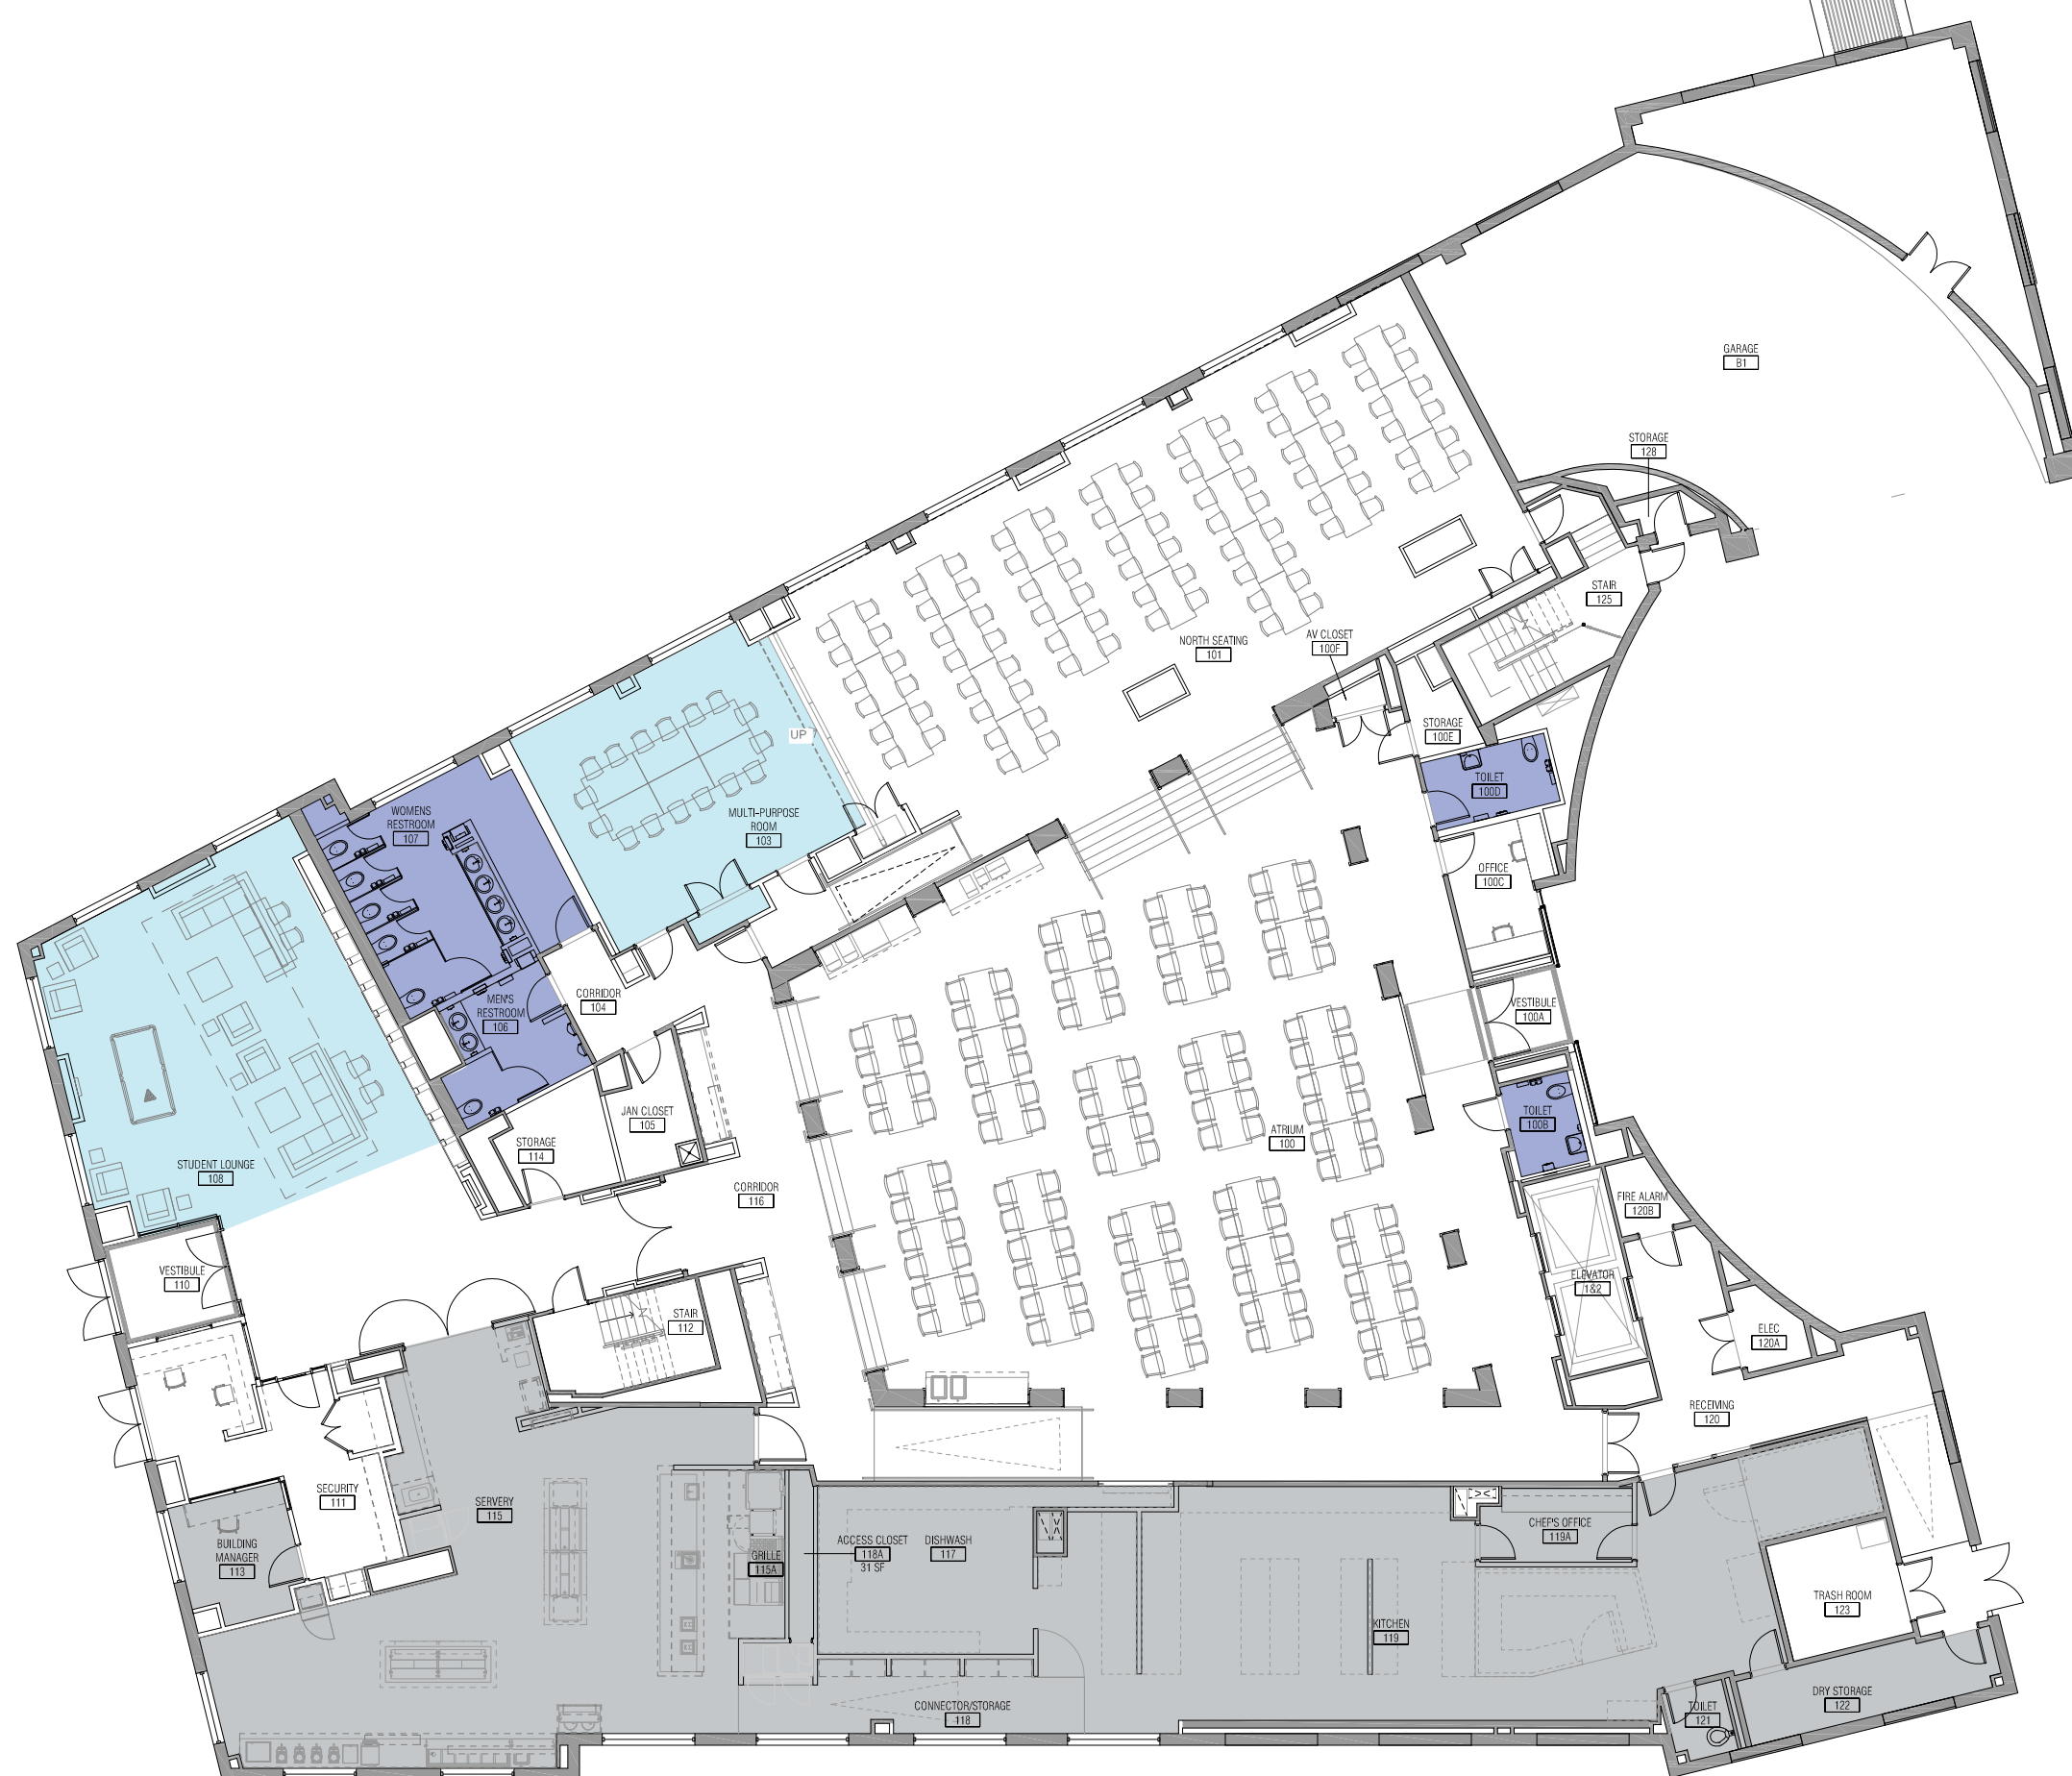 GARAGE
B1
STORAGE
128
STAIR
125
NORTH SEATING
101
AV CLOSET
100F
STORAGE
100E
UP
TOILET
100D
WOMENS
RESTROOM
107
MULTI-PURPOSE
ROOM
103
OFFICE
100C
MEN'S
RESTROOM
106
CORRIDOR
104
VESTIBULE
100A
JAN CLOSET
105
TOILET
100B
STORAGE
114
ATRIUM
100
STUDENT LOUNGE
108
CORRIDOR
116
FIRE ALARM
120B
VESTIBULE
110
ELEVATOR
1&2
STAIR
112
ELEC
120A
RECEIVING
120
SECURITY
111
SERVERY
115
BUILDING
MANAGER
113
GRILLE
115A
ACCESS CLOSET
118A
31 SF
DISHWASH
117
CHEF'S OFFICE
119A
KITCHEN
119
TRASH ROOM
123
CONNECTOR/STORAGE
118
TOILET
121
DRY STORAGE
122